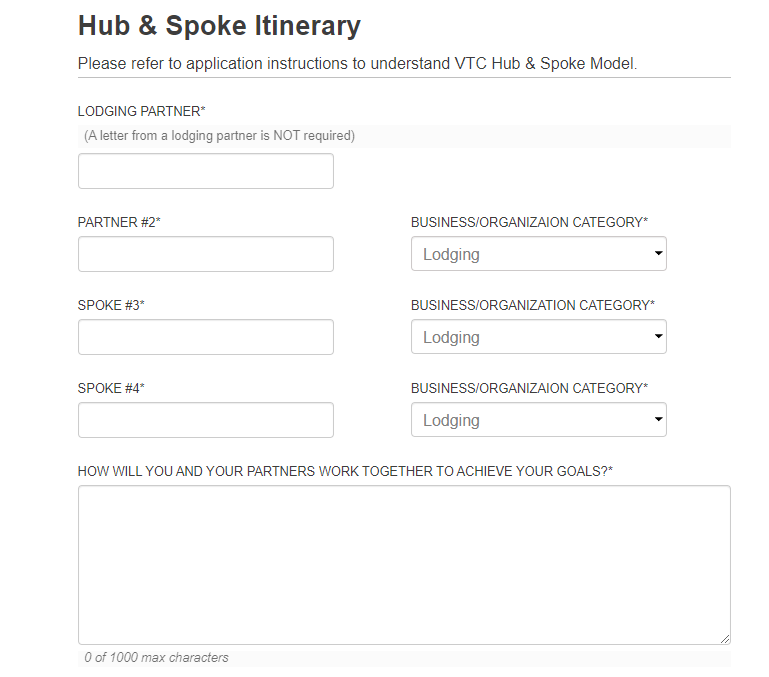 Hub & Spoke Itinerary
Please refer to application instructions to understand VTC Hub & Spoke Model.
LODGING PARTNER*
(A letter from a lodging partner is NOT required)
PARTNER #2*
BUSINESS/ORGANIZAION CATEGORY*
Lodging
SPOKE #3*
BUSINESS/ORGANIZATION CATEGORY*
Lodging
SPOKE #4*
BUSINESS/ORGANIZAION CATEGORY*
Lodging
HOW WILL YOU AND YOUR PARTNERS WORK TOGETHER TO ACHIEVE YOUR GOALS?*
0 of 1000 max characters